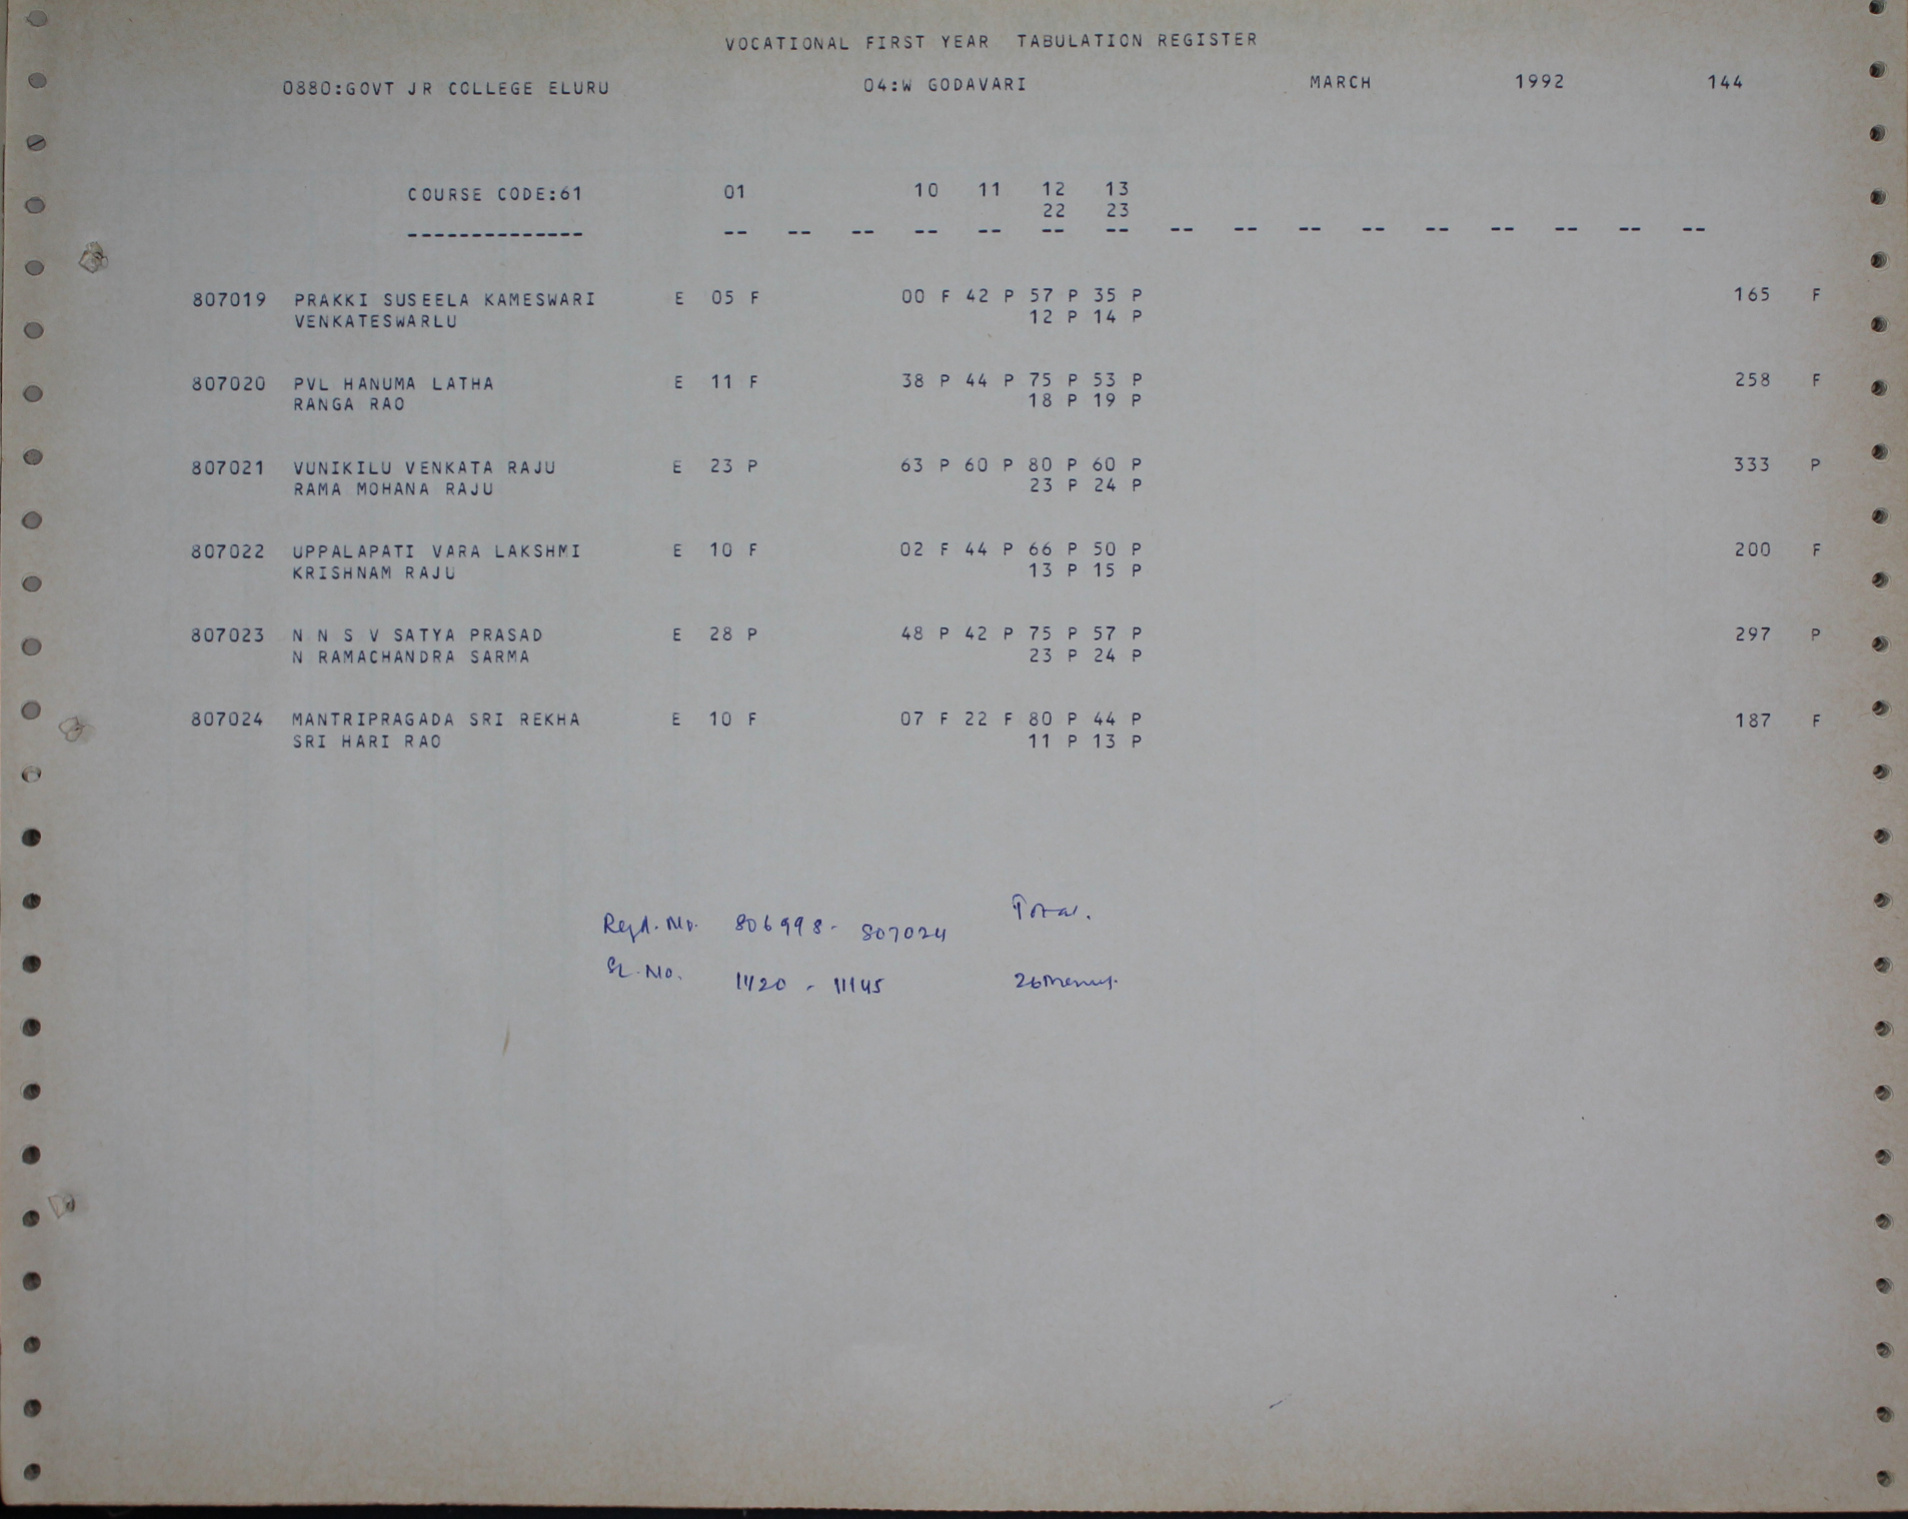 VOCATIONAL FIRST YEAR TABULATION REGISTER
0880:GOVT JR COLLEGE ELURU 04:W GODAVARI MARCH 1992 144
COURSE CODE:61 01 10 11 12 13
22 23
-------------- -- -- -- -- -- -- -- -- -- -- -- -- -- -- -- --
807019 PRAKKI SUSEELA KAMESWARI E 05 F 00 F 42 P 57 P 35 P 165 F
VENKATESWARLU 12 P 14 P
807020 PVL HANUMA LATHA E 11 F 38 P 44 P 75 P 53 P 258 F
RANGA RAO 18 P 19 P
807021 VUNIKILU VENKATA RAJU E 23 P 63 P 60 P 80 P 60 P 333 P
RAMA MOHANA RAJU 23 P 24 P
807022 UPPALAPATI VARA LAKSHMI E 10 F 02 F 44 P 66 P 50 P 200 F
KRISHNAM RAJU 13 P 15 P
807023 N N S V SATYA PRASAD E 28 P 48 P 42 P 75 P 57 P 297 P
N RAMACHANDRA SARMA 23 P 24 P
807024 MANTRIPRAGADA SRI REKHA E 10 F 07 F 22 F 80 P 44 P 187 F
SRI HARI RAO 11 P 13 P
Regd. No. 806998 - 807024 Total.
SL. No. 11120 - 11145 26